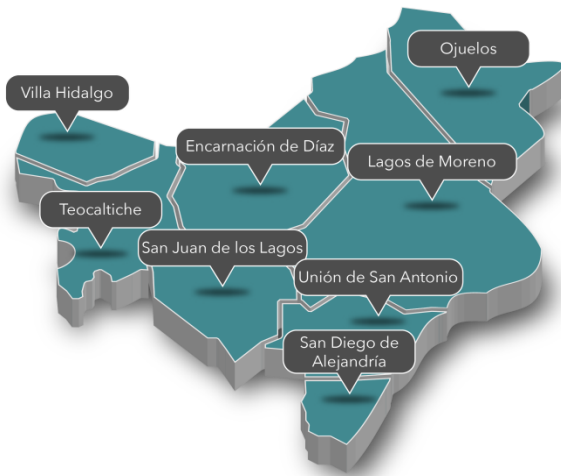 Ojuelos
Villa Hidalgo
Encarnación de Díaz
Lagos de Moreno
Teocaltiche
San Juan de los Lagos
Unión de San Antonio
San Diego de
Alejandría